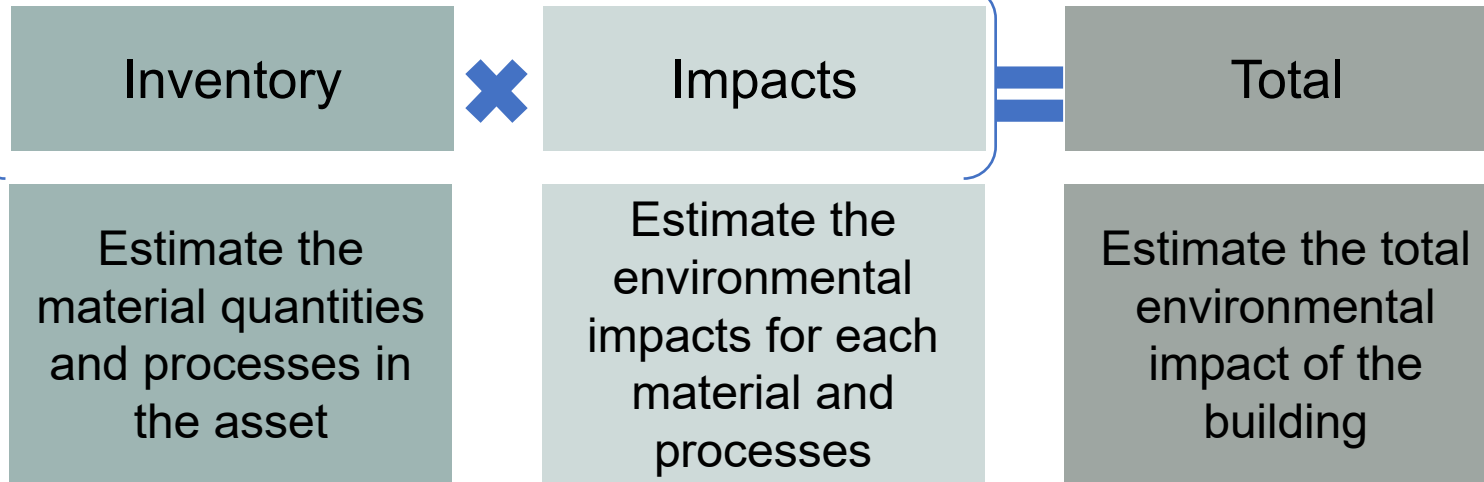 Inventory
Impacts
Total
Estimate the
material quantities
and processes in
the asset
Estimate the
environmental
impacts for each
material and
processes
Estimate the total
environmental
impact of the
building